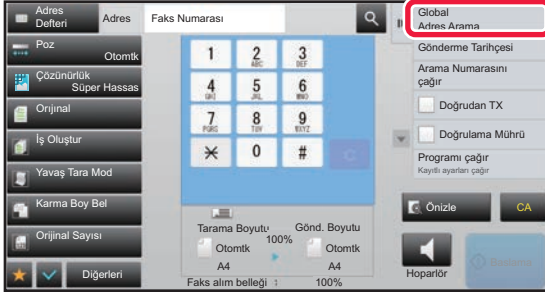 Adres
Defteri
Adres
Faks Numarası
Global
Adres Arama
Poz
Otomtk
Gönderme Tarihçesi
Çözünürlük
Süper Hassas
Arama Numarasını
çağır
Orijinal
Doğrudan TX
İş Oluştur
Doğrulama Mührü
Yavaş Tara Mod
Programı çağır
Kayıtlı ayarları çağır
Karma Boy Bel
Orijinal Sayısı
Diğerleri
1
2
ABC
3
DEF
4
GHI
5
JKL
6
MNO
7
PQRS
8
TUV
9
WXYZ
0
#
C
Tarama Boyutu
Gönd. Boyutu
100%
Otomtk
Otomtk
A4
A4
Faks alım belleği : 100%
Önizle
CA
Hoparlör